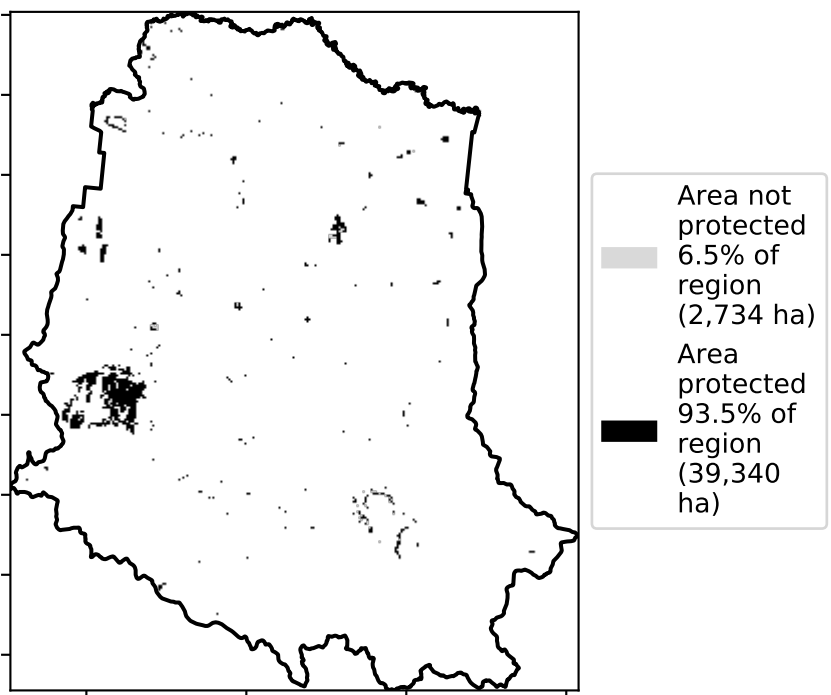 Area not
protected
6.5% of
region
(2,734 ha)
Area
protected
93.5% of
region
(39,340
ha)